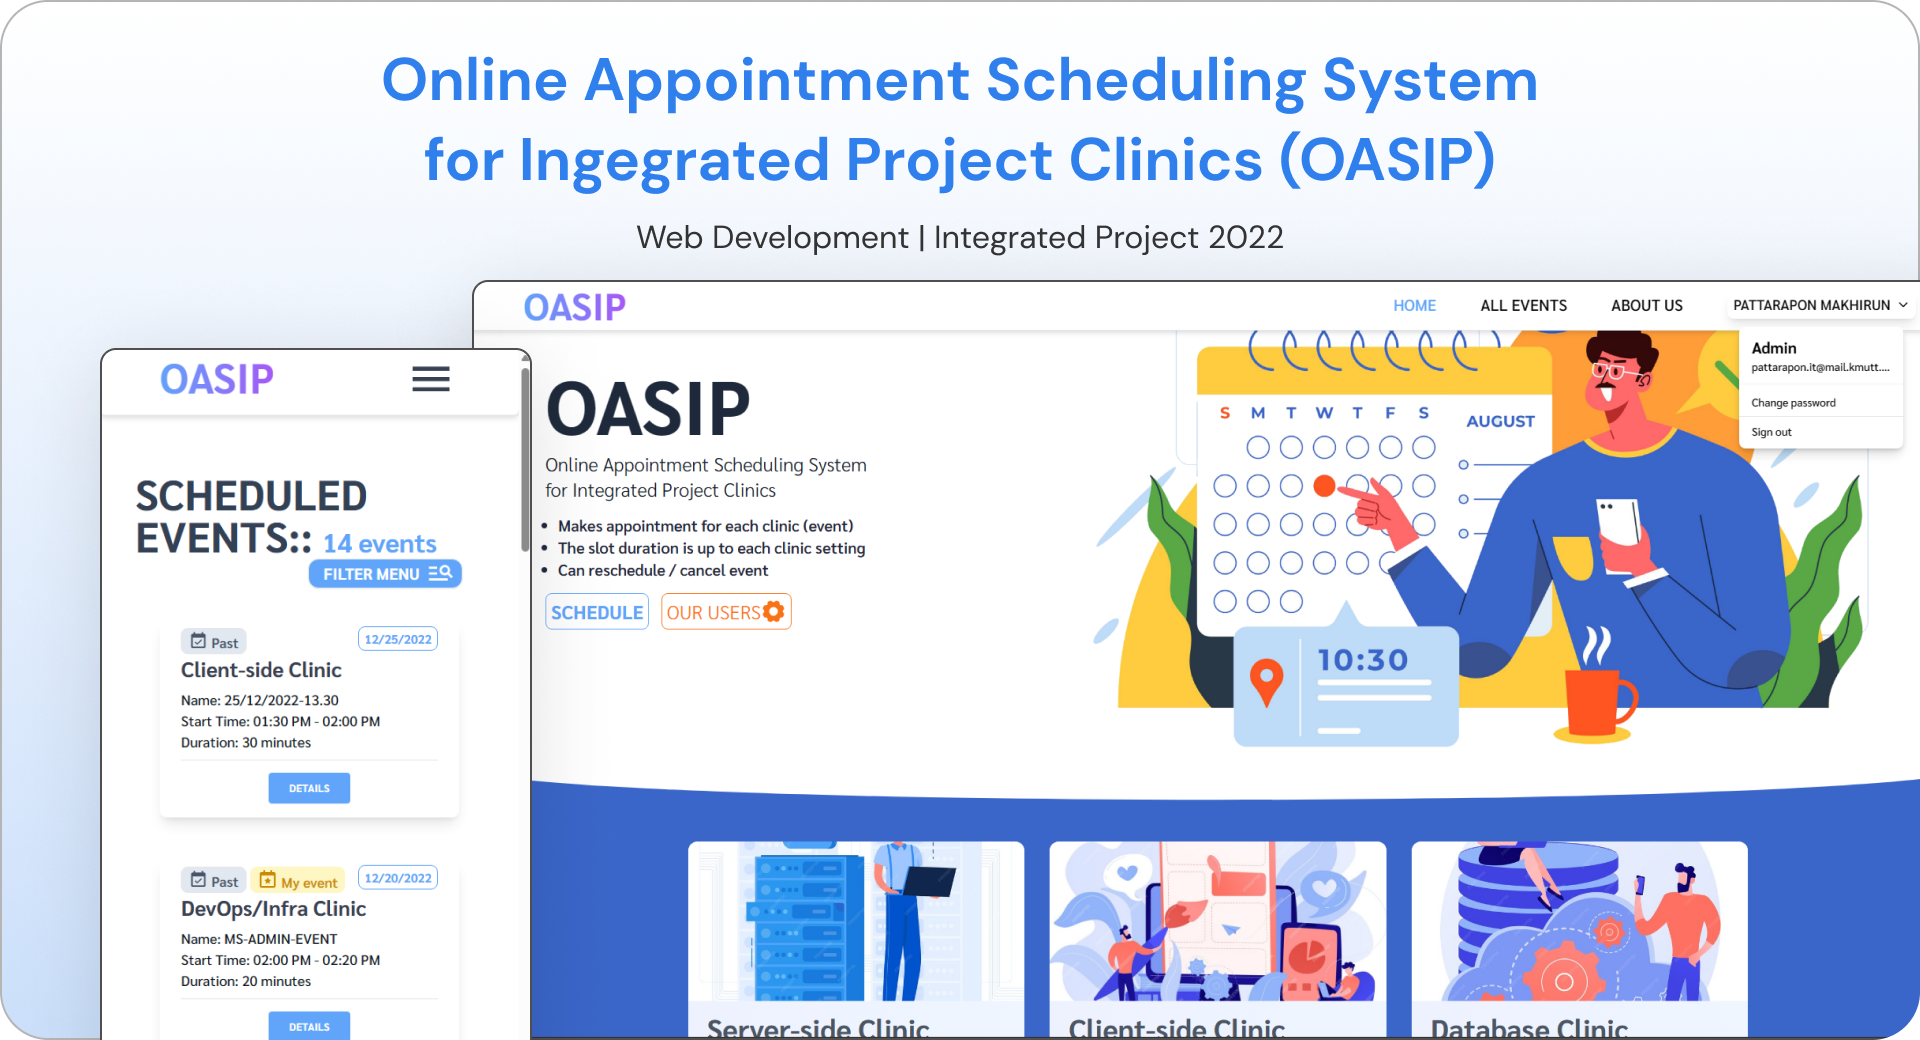 Online Appointment Scheduling System
for Ingegrated Project Clinics (OASIP)
Web Development | Integrated Project 2022
OASIP
HOME
ALL EVENTS
ABOUT US
PATTARAPON MAKHIRUN
Admin
pattarapon.it@mail.kmutt....
Change password
Sign out
OASIP
Online Appointment Scheduling System
for Integrated Project Clinics
• Makes appointment for each clinic (event)
• The slot duration is up to each clinic setting
• Can reschedule / cancel event
SCHEDULE
OUR USERS
S M T W T F S
AUGUST
10:30
Server-side Clinic
Client-side Clinic
Database Clinic
OASIP
SCHEDULED
EVENTS:: 14 events
FILTER MENU
Past
12/25/2022
Client-side Clinic
Name: 25/12/2022-13.30
Start Time: 01:30 PM - 02:00 PM
Duration: 30 minutes
DETAILS
Past
My event
12/20/2022
DevOps/Infra Clinic
Name: MS-ADMIN-EVENT
Start Time: 02:00 PM - 02:20 PM
Duration: 20 minutes
DETAILS